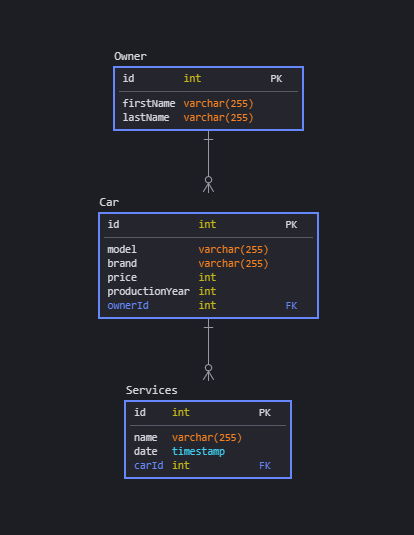 Owner
id int PK
firstName varchar(255)
lastName varchar(255)
Car
id int PK
model varchar(255)
brand varchar(255)
price int
productionYear int
ownerId int FK
Services
id int PK
name varchar(255)
date timestamp
carId int FK